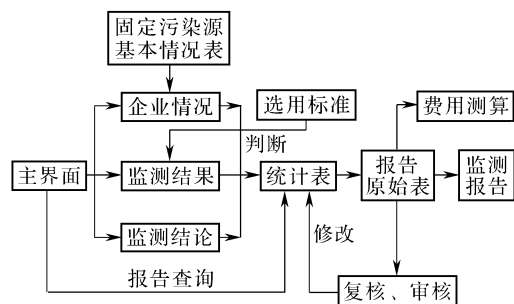 固定污染源
基本情况表
企业情况
选用标准
费用测算
判断
主界面
监测结果
统计表
报告
原始表
监测
报告
监测结论
修改
报告查询
复核、审核